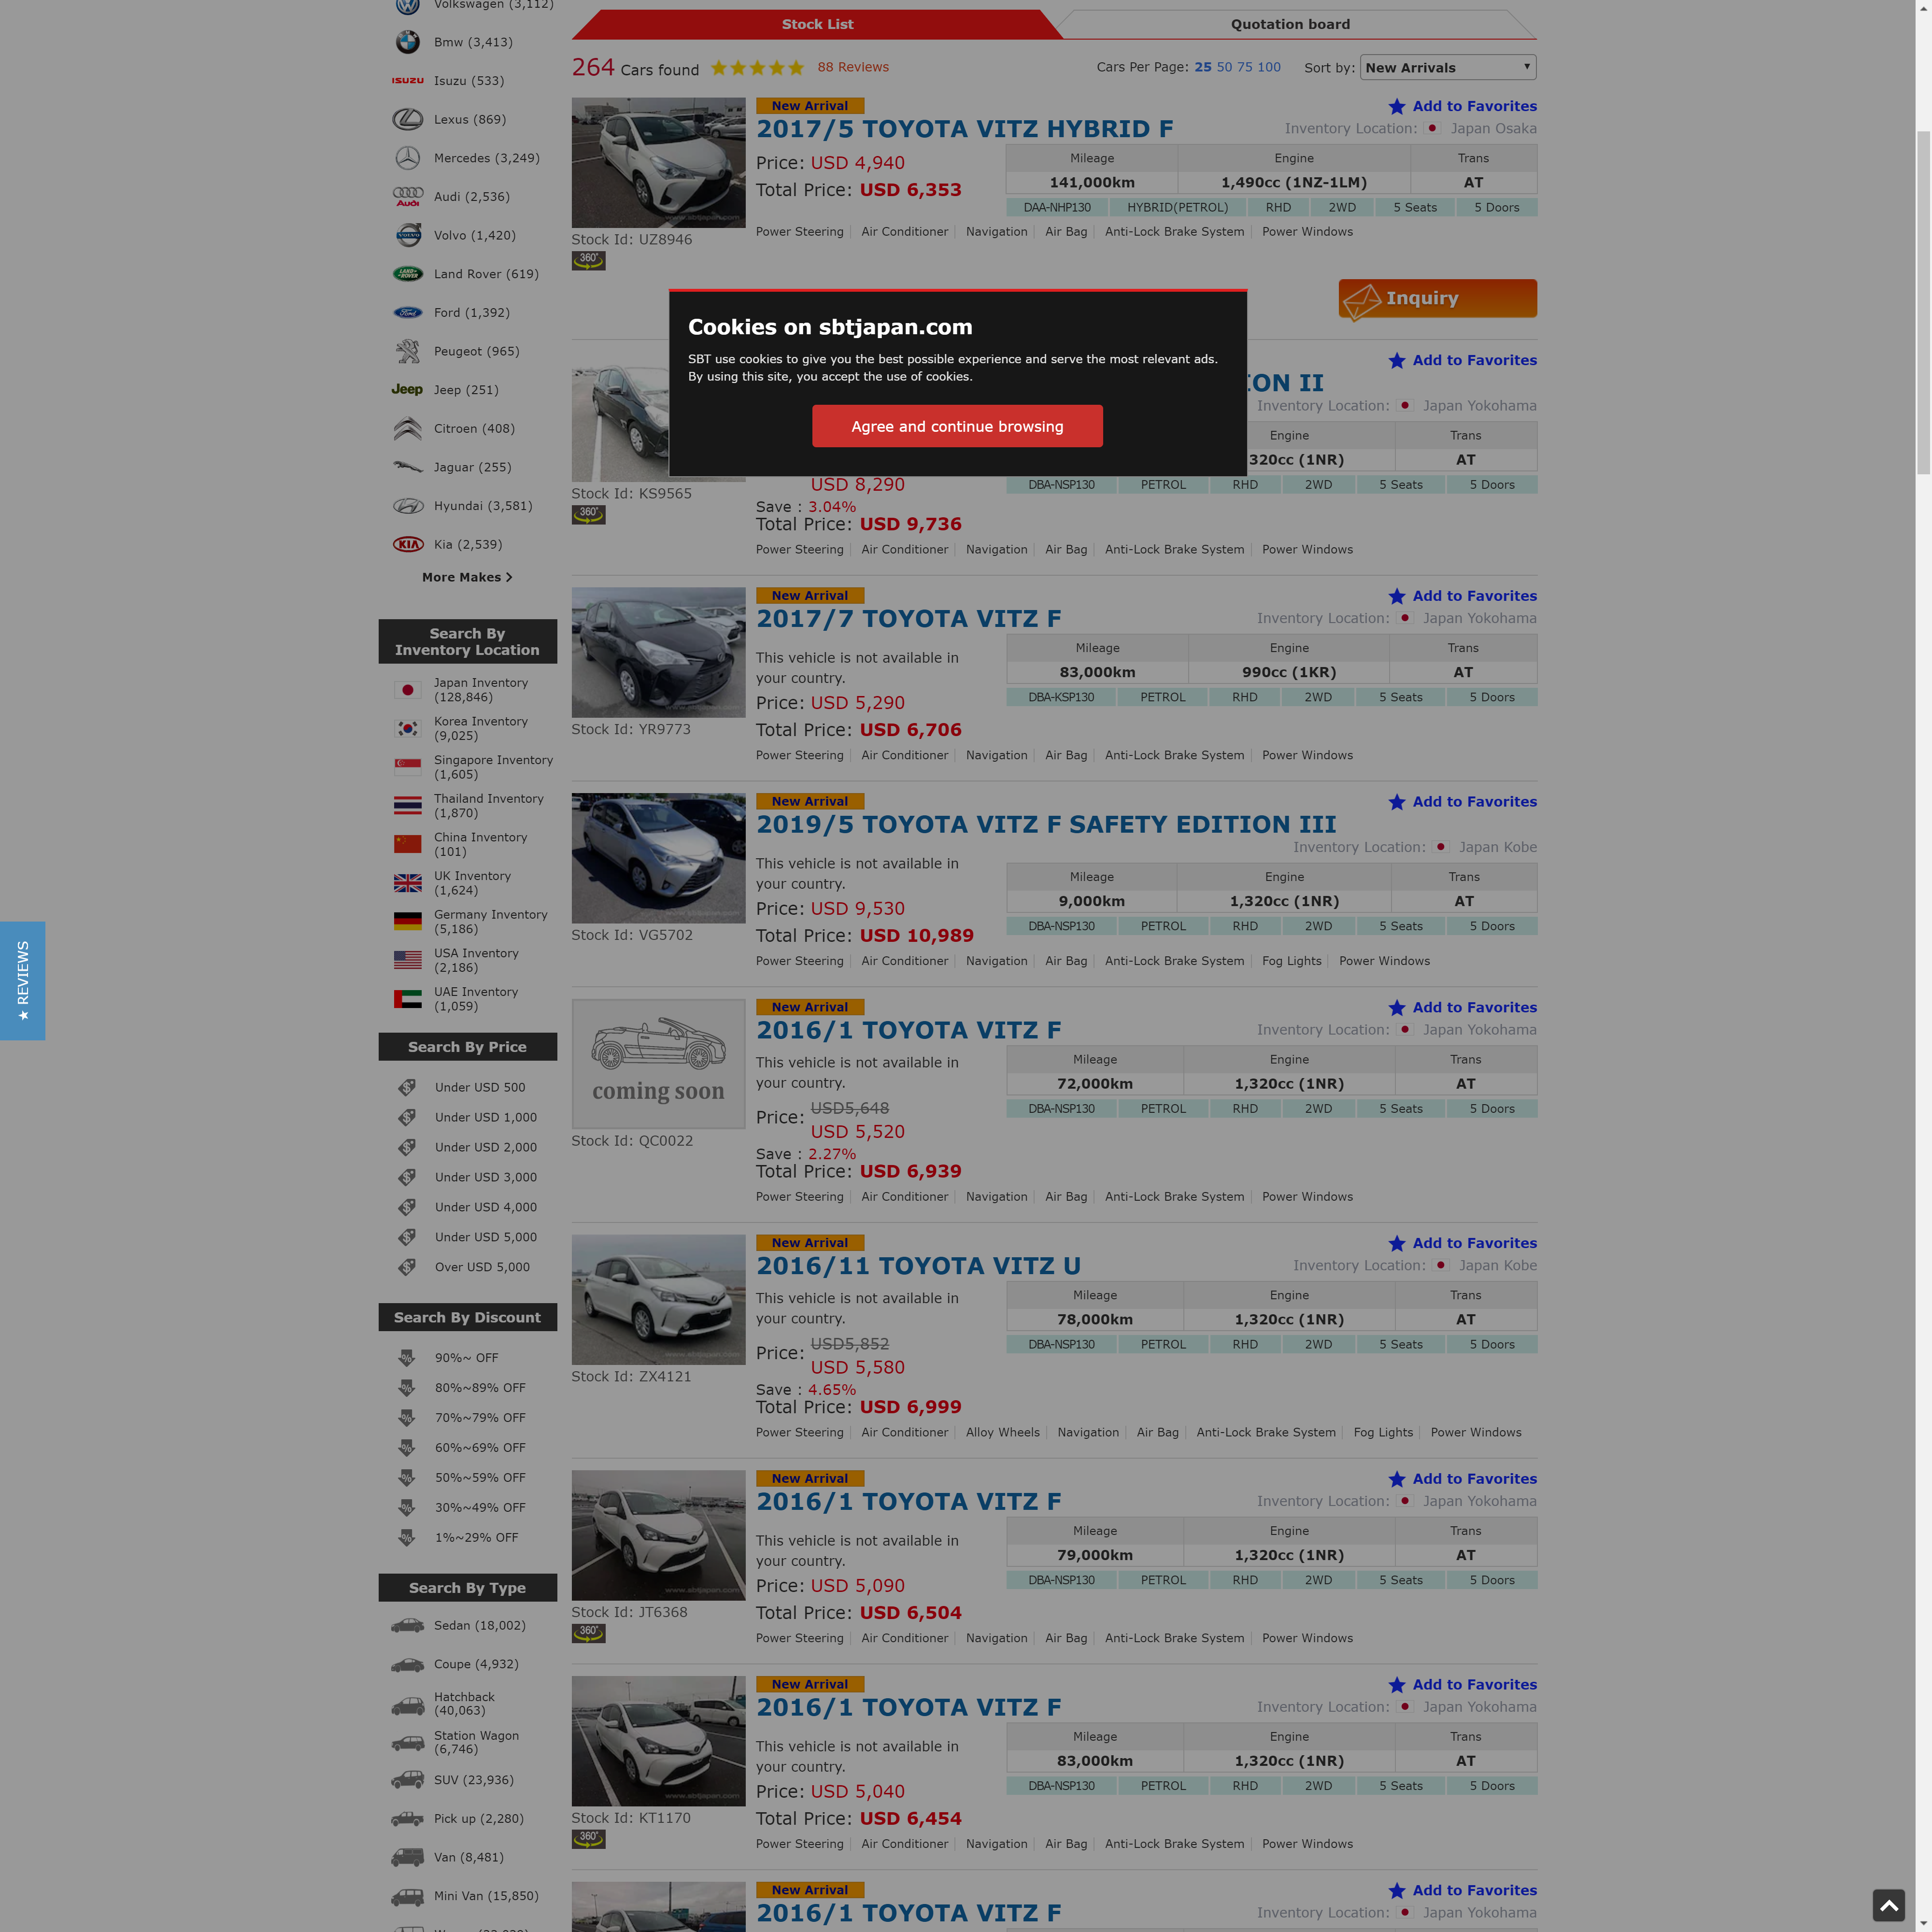 Volkswagen (3,112)
Bmw (3,413)
ISUZU Isuzu (533)
Lexus (869)
Mercedes (3,249)
Audi Audi (2,536)
VOLVO Volvo (1,420)
LAND ROVER Land Rover (619)
Ford Ford (1,392)
Peugeot (965)
Jeep Jeep (251)
Citroen (408)
Jaguar (255)
Hyundai (3,581)
KIA Kia (2,539)
More Makes
Search By
Inventory Location
Japan Inventory
(128,846)
Korea Inventory
(9,025)
Singapore Inventory
(1,605)
Thailand Inventory
(1,870)
China Inventory
(101)
UK Inventory
(1,624)
Germany Inventory
(5,186)
USA Inventory
(2,186)
UAE Inventory
(1,059)
Search By Price
Under USD 500
Under USD 1,000
Under USD 2,000
Under USD 3,000
Under USD 4,000
Under USD 5,000
Over USD 5,000
Search By Discount
90%~ OFF
80%~89% OFF
70%~79% OFF
60%~69% OFF
50%~59% OFF
30%~49% OFF
1%~29% OFF
Search By Type
Sedan (18,002)
Coupe (4,932)
Hatchback
(40,063)
Station Wagon
(6,746)
SUV (23,936)
Pick up (2,280)
Van (8,481)
Mini Van (15,850)
★ REVIEWS
Stock List
Quotation board
264 Cars found 88 Reviews
Cars Per Page: 25 50 75 100 Sort by: New Arrivals
New Arrival
Add to Favorites
2017/5 TOYOTA VITZ HYBRID F
Inventory Location: Japan Osaka
Price: USD 4,940
Total Price: USD 6,353
Mileage Engine Trans
141,000km 1,490cc (1NZ-1LM) AT
DAA-NHP130 HYBRID(PETROL) RHD 2WD 5 Seats 5 Doors
Power Steering Air Conditioner Navigation Air Bag Anti-Lock Brake System Power Windows
www.sbtjapan.com
Stock Id: UZ8946
360°
Inquiry
Cookies on sbtjapan.com
SBT use cookies to give you the best possible experience and serve the most relevant ads.
By using this site, you accept the use of cookies.
Agree and continue browsing
Add to Favorites
ION II
Inventory Location: Japan Yokohama
Engine Trans
320cc (1NR) AT
DBA-NSP130 PETROL RHD 2WD 5 Seats 5 Doors
USD 8,290
Save : 3.04%
Total Price: USD 9,736
Stock Id: KS9565
360°
Power Steering Air Conditioner Navigation Air Bag Anti-Lock Brake System Power Windows
New Arrival
Add to Favorites
2017/7 TOYOTA VITZ F
Inventory Location: Japan Yokohama
This vehicle is not available in
your country.
Price: USD 5,290
Total Price: USD 6,706
Mileage Engine Trans
83,000km 990cc (1KR) AT
DBA-KSP130 PETROL RHD 2WD 5 Seats 5 Doors
www.sbtjapan.com
Stock Id: YR9773
Power Steering Air Conditioner Navigation Air Bag Anti-Lock Brake System Power Windows
New Arrival
Add to Favorites
2019/5 TOYOTA VITZ F SAFETY EDITION III
Inventory Location: Japan Kobe
This vehicle is not available in
your country.
Price: USD 9,530
Total Price: USD 10,989
Mileage Engine Trans
9,000km 1,320cc (1NR) AT
DBA-NSP130 PETROL RHD 2WD 5 Seats 5 Doors
www.sbtjapan.com
Stock Id: VG5702
Power Steering Air Conditioner Navigation Air Bag Anti-Lock Brake System Fog Lights Power Windows
New Arrival
Add to Favorites
2016/1 TOYOTA VITZ F
Inventory Location: Japan Yokohama
coming soon
This vehicle is not available in
your country.
Price: USD5,648
USD 5,520
Save : 2.27%
Total Price: USD 6,939
Mileage Engine Trans
72,000km 1,320cc (1NR) AT
DBA-NSP130 PETROL RHD 2WD 5 Seats 5 Doors
Stock Id: QC0022
Power Steering Air Conditioner Navigation Air Bag Anti-Lock Brake System Power Windows
New Arrival
Add to Favorites
2016/11 TOYOTA VITZ U
Inventory Location: Japan Kobe
This vehicle is not available in
your country.
Price: USD5,852
USD 5,580
Save : 4.65%
Total Price: USD 6,999
Mileage Engine Trans
78,000km 1,320cc (1NR) AT
DBA-NSP130 PETROL RHD 2WD 5 Seats 5 Doors
www.sbtjapan.com
Stock Id: ZX4121
Power Steering Air Conditioner Alloy Wheels Navigation Air Bag Anti-Lock Brake System Fog Lights Power Windows
New Arrival
Add to Favorites
2016/1 TOYOTA VITZ F
Inventory Location: Japan Yokohama
This vehicle is not available in
your country.
Price: USD 5,090
Total Price: USD 6,504
Mileage Engine Trans
79,000km 1,320cc (1NR) AT
DBA-NSP130 PETROL RHD 2WD 5 Seats 5 Doors
www.sbtjapan.com
Stock Id: JT6368
360°
Power Steering Air Conditioner Navigation Air Bag Anti-Lock Brake System Power Windows
New Arrival
Add to Favorites
2016/1 TOYOTA VITZ F
Inventory Location: Japan Yokohama
This vehicle is not available in
your country.
Price: USD 5,040
Total Price: USD 6,454
Mileage Engine Trans
83,000km 1,320cc (1NR) AT
DBA-NSP130 PETROL RHD 2WD 5 Seats 5 Doors
www.sbtjapan.com
Stock Id: KT1170
360°
Power Steering Air Conditioner Navigation Air Bag Anti-Lock Brake System Power Windows
New Arrival
Add to Favorites
2016/1 TOYOTA VITZ F
Inventory Location: Japan Yokohama